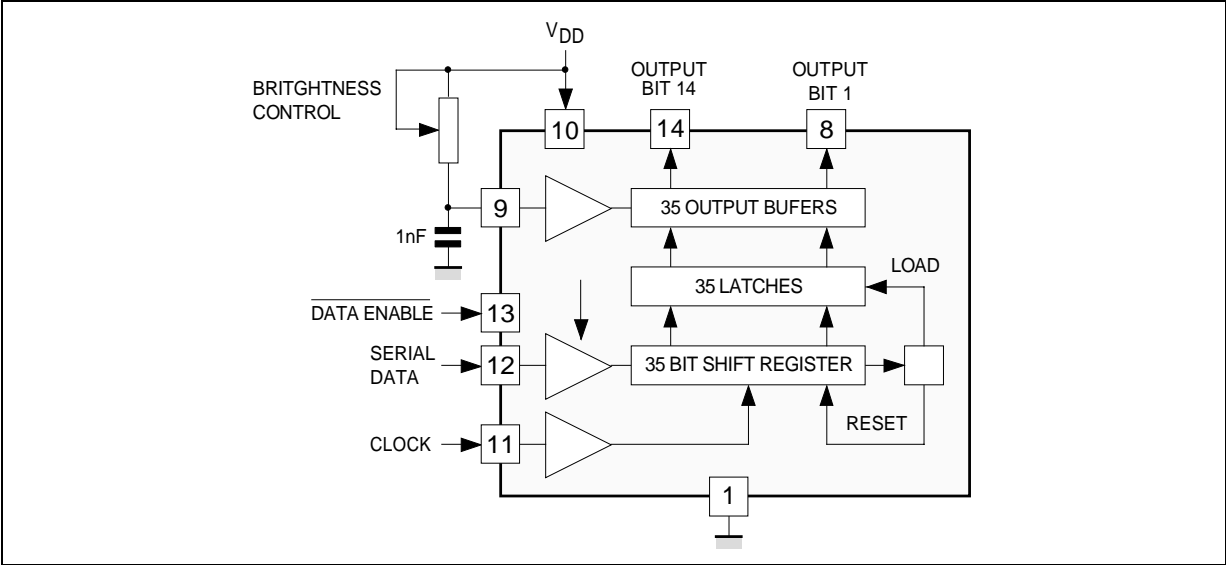 VDD
OUTPUT
BIT 14
OUTPUT
BIT 1
BRITGHTNESS
CONTROL
10
14
8
9
35 OUTPUT BUFERS
1nF
LOAD
35 LATCHES
DATA ENABLE
13
SERIAL
DATA
12
35 BIT SHIFT REGISTER
RESET
CLOCK
11
1